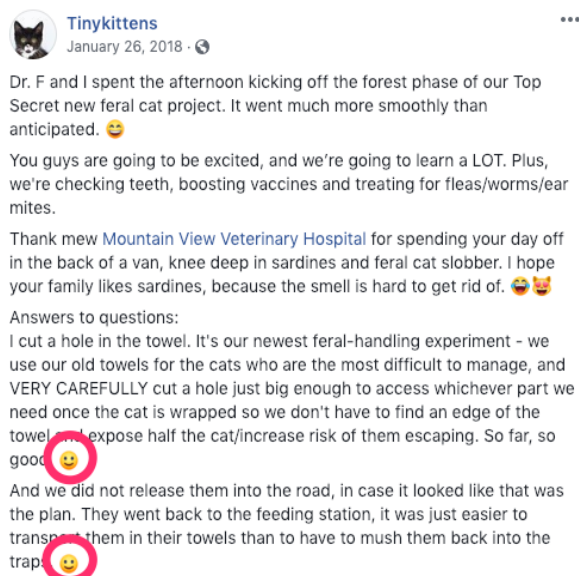 Tinykittens
January 26, 2018 ·
Dr. F and I spent the afternoon kicking off the forest phase of our Top
Secret new feral cat project. It went much more smoothly than
anticipated. 😄
You guys are going to be excited, and we’re going to learn a LOT. Plus,
we're checking teeth, boosting vaccines and treating for fleas/worms/ear
mites.
Thank mew Mountain View Veterinary Hospital for spending your day off
in the back of a van, knee deep in sardines and feral cat slobber. I hope
your family likes sardines, because the smell is hard to get rid of. 😂😻
Answers to questions:
I cut a hole in the towel. It's our newest feral-handling experiment - we
use our old towels for the cats who are the most difficult to manage, and
VERY CAREFULLY cut a hole just big enough to access whichever part we
need once the cat is wrapped so we don't have to find an edge of the
towel and expose half the cat/increase risk of them escaping. So far, so
good 🙂
And we did not release them into the road, in case it looked like that was
the plan. They went back to the feeding station, it was just easier to
transport them in their towels than to have to mush them back into the
traps 🙂